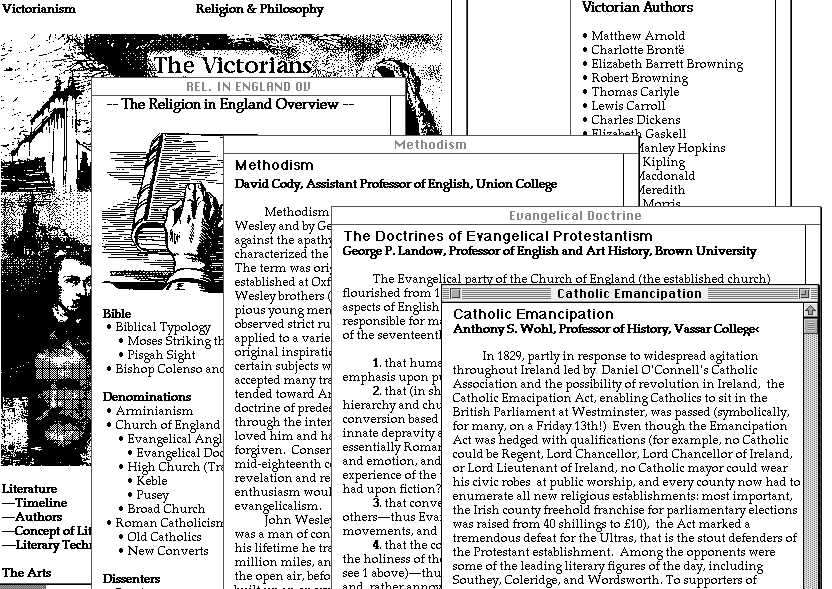 Victorianism
Religion & Philosophy
The Victorians
Literature
—Timeline
—Authors
—Concept of Lit
—Literary Tech
The Arts
Victorian Authors
• Matthew Arnold
• Charlotte Brontë
• Elizabeth Barrett Browning
• Robert Browning
• Thomas Carlyle
• Lewis Carroll
• Charles Dickens
• Elizabeth Gaskell
Manley Hopkins
Kipling
Macdonald
Meredith
Morris
REL. IN ENGLAND OV
-- The Religion in England Overview --
Bible
• Biblical Typology
• Moses Striking th
• Pisgah Sight
• Bishop Colenso and
Denominations
• Arminianism
• Church of England
• Evangelical Angl
• Evangelical Doc
• High Church (Tra
• Keble
• Pusey
• Broad Church
• Roman Catholicism
• Old Catholics
• New Converts
Dissenters
Methodism
Methodism
David Cody, Assistant Professor of English, Union College
Methodism
Wesley and by Ge
against the apathy
characterized the
The term was orig
established at Oxf
Wesley brothers (
pious young men
observed strict ru
applied to a varie
original inspiratio
certain subjects w
accepted many tra
tended toward Ar
doctrine of predes
through the inter
loved him and ha
forgiven. Conser
mid-eighteenth c
revelation and re
enthusiasm woul
evangelicalism.
John Wesley
was a man of con
his lifetime he tra
million miles, an
the open air, befo
Evangelical Doctrine
The Doctrines of Evangelical Protestantism
George P. Landow, Professor of English and Art History, Brown University
The Evangelical party of the Church of England (the established church)
flourished from 1
aspects of English
responsible for m
of the seventeent
1. that huma
emphasis upon p
2. that (in sh
hierarchy and chu
conversion based
innate depravity a
essentially Roman
and emotion, and
experience of the
had upon fiction?
3. that conve
others—thus Evan
movements, and
4. that the co
the holiness of the
see 1 above)—thu
and, rather annoy
Catholic Emancipation
Catholic Emancipation
Anthony S. Wohl, Professor of History, Vassar College<
In 1829, partly in response to widespread agitation
throughout Ireland led by Daniel O'Connell's Catholic
Association and the possibility of revolution in Ireland, the
Catholic Emacipation Act, enabling Catholics to sit in the
British Parliament at Westminster, was passed (symbolically,
for many, on a Friday 13th!) Even though the Emancipation
Act was hedged with qualifications (for example, no Catholic
could be Regent, Lord Chancellor, Lord Chancellor of Ireland,
or Lord Lieutenant of Ireland, no Catholic mayor could wear
his civic robes at public worship, and every county now had to
enumerate all new religious establishments: most important,
the Irish county freehold franchise for parliamentary elections
was raised from 40 shillings to £10), the Act marked a
tremendous defeat for the Ultras, that is the stout defenders of
the Protestant establishment. Among the opponents were
some of the leading literary figures of the day, including
Southey, Coleridge, and Wordsworth. To supporters of